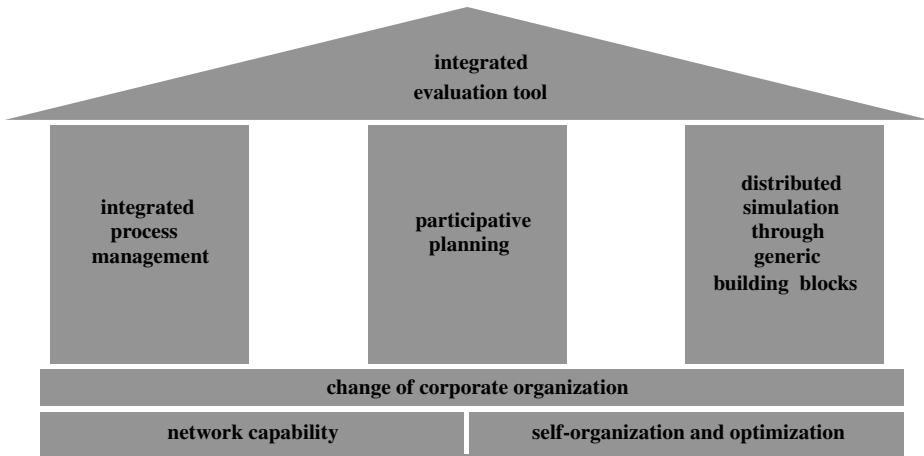 integrated
evaluation tool
integrated
process
management
participative
planning
distributed
simulation
through
generic
building blocks
change of corporate organization
network capability
self-organization and optimization